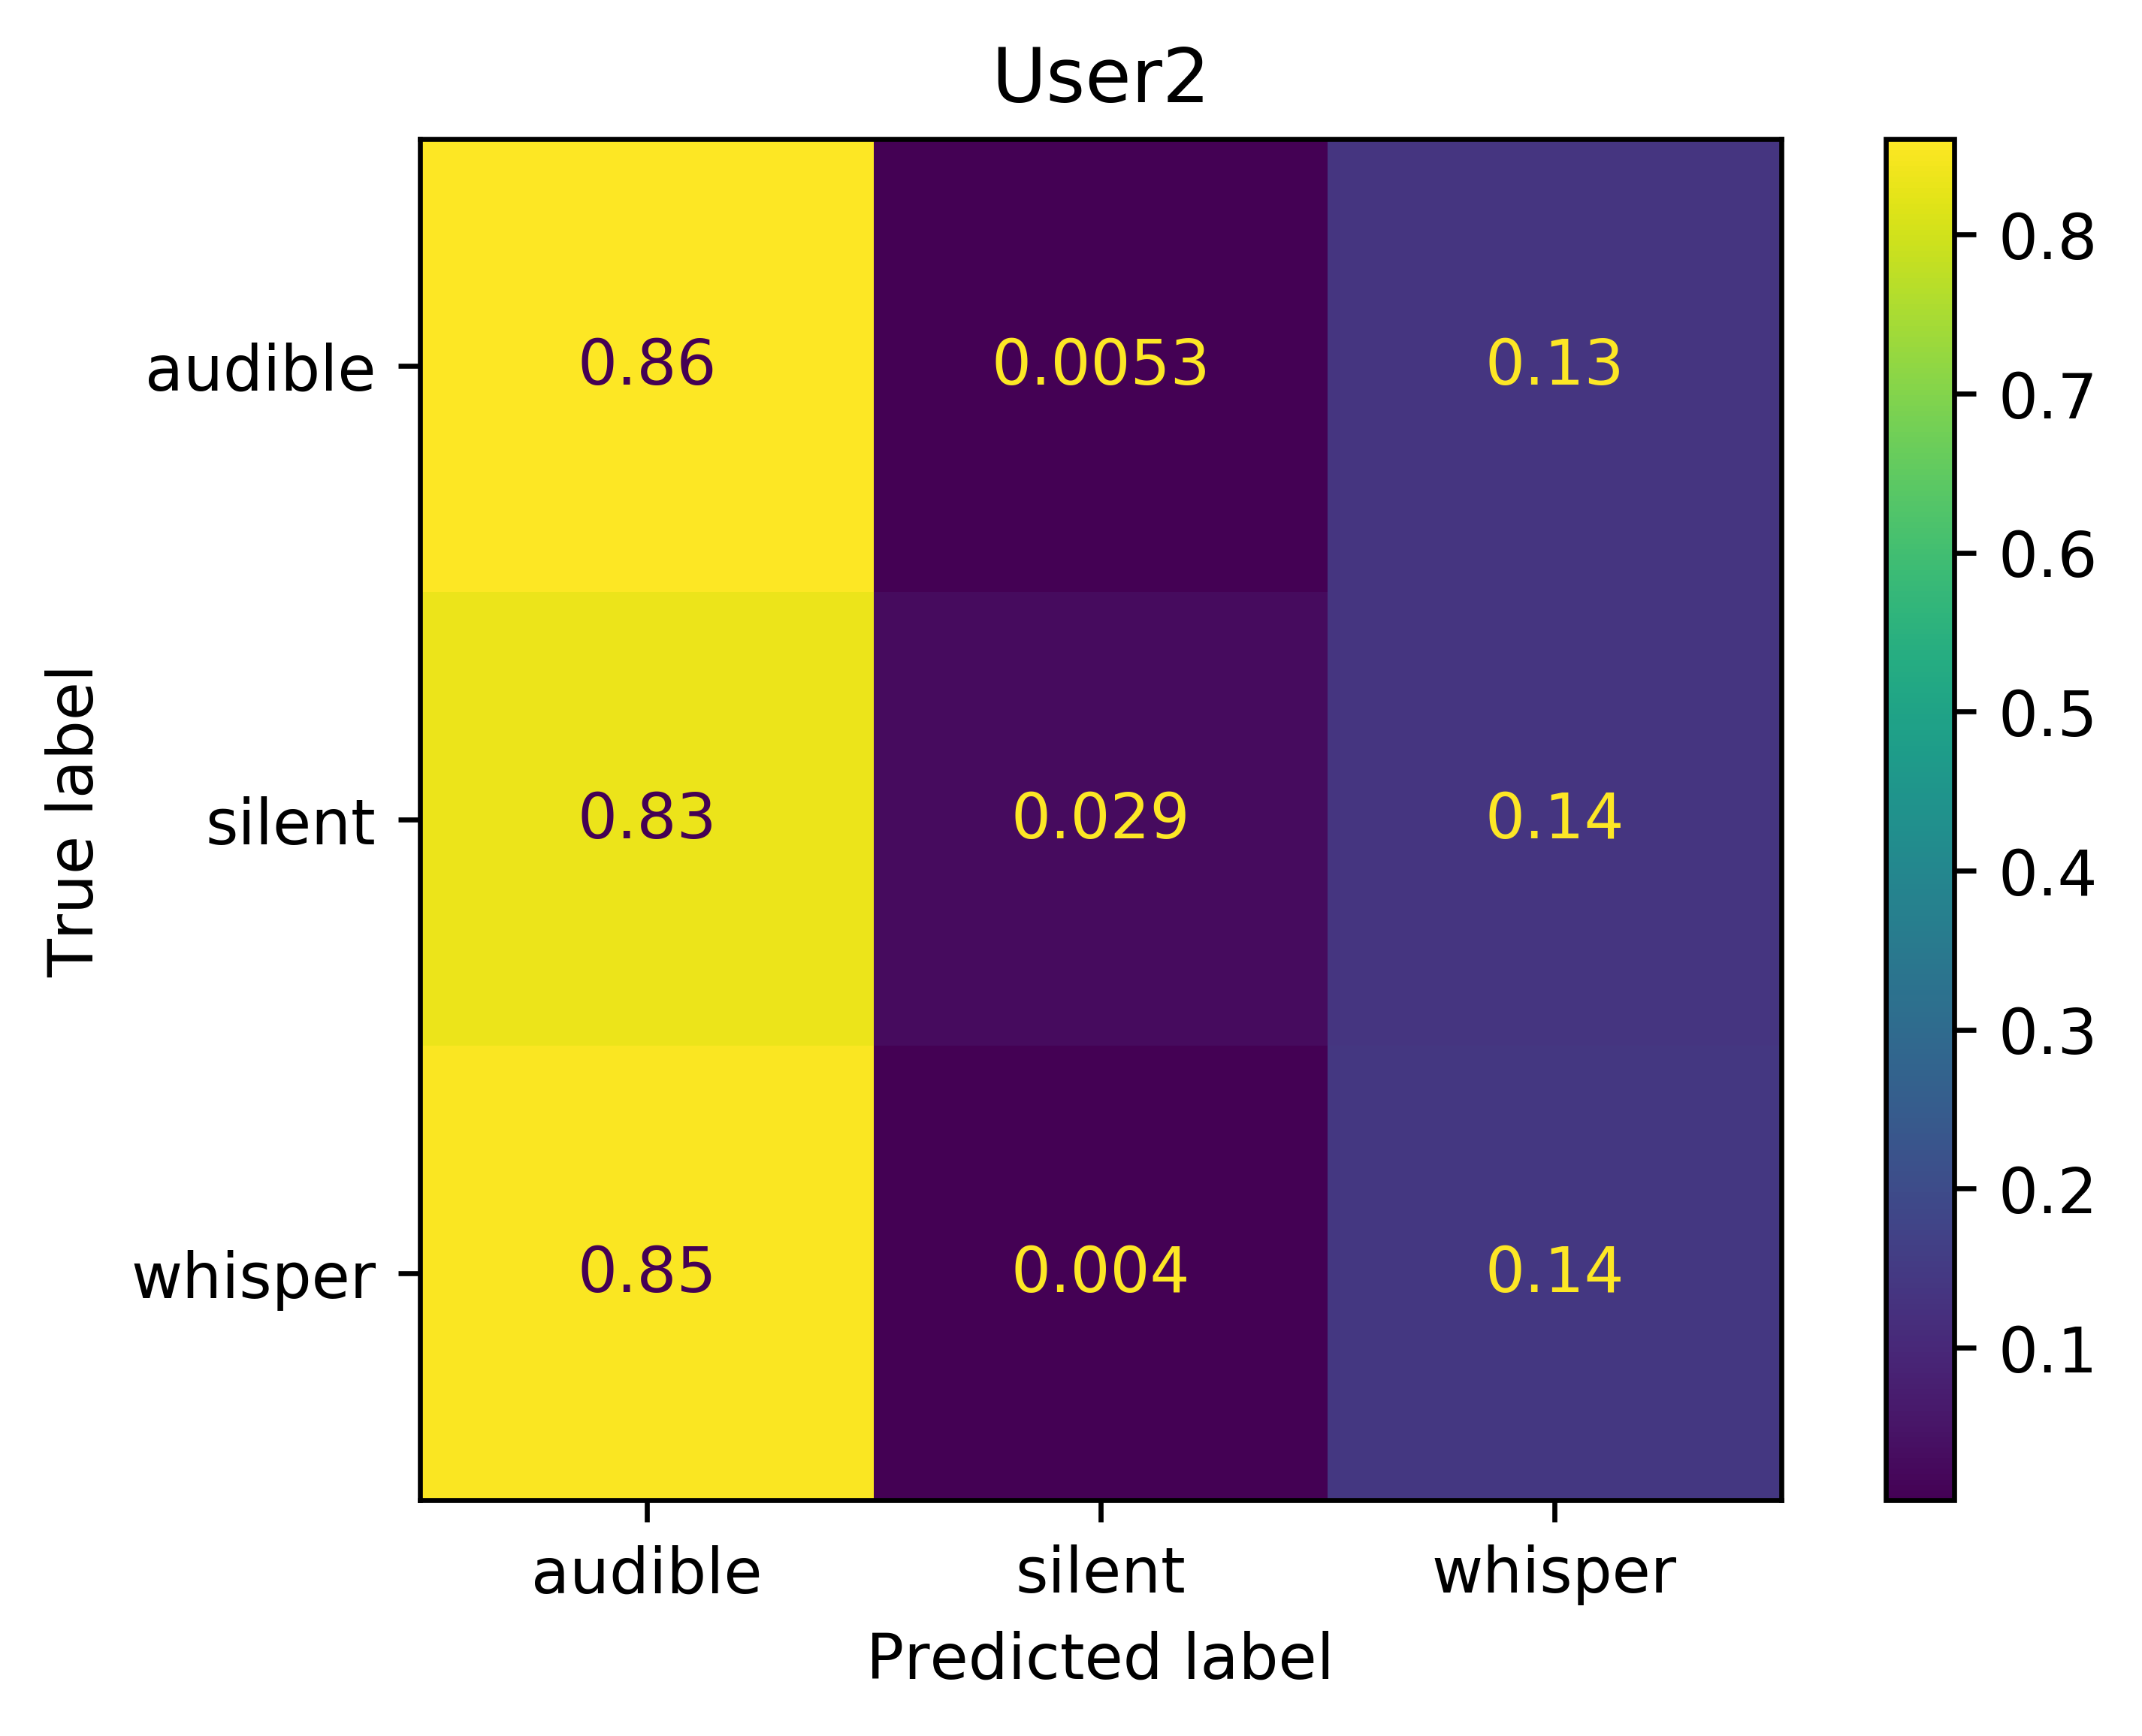 User2
audible 0.86 0.0053 0.13
silent 0.83 0.029 0.14
whisper 0.85 0.004 0.14
audible silent whisper
Predicted label
True label
0.8
0.7
0.6
0.5
0.4
0.3
0.2
0.1